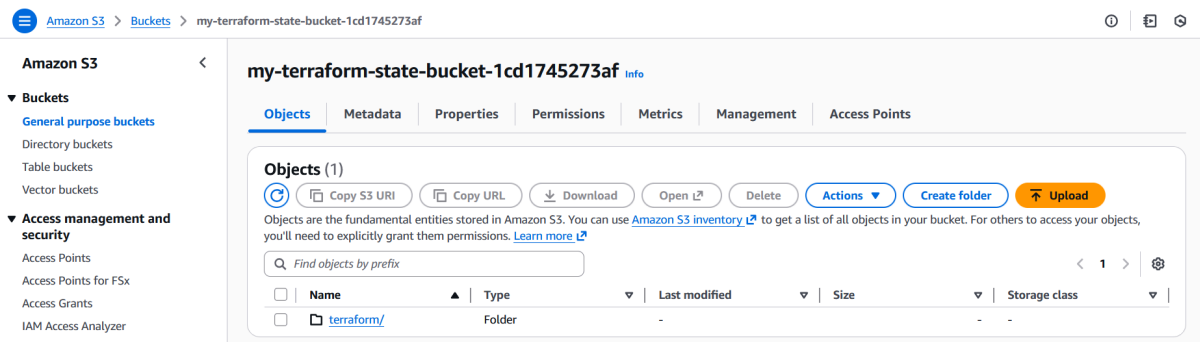 Amazon S3 > Buckets > my-terraform-state-bucket-1cd1745273af
Amazon S3
Buckets
General purpose buckets
Directory buckets
Table buckets
Vector buckets
Access management and
security
Access Points
Access Points for FSx
Access Grants
IAM Access Analyzer
my-terraform-state-bucket-1cd1745273af Info
Objects Metadata Properties Permissions Metrics Management Access Points
Objects (1)
Copy S3 URI Copy URL Download Open Delete Actions Create folder Upload
Objects are the fundamental entities stored in Amazon S3. You can use Amazon S3 inventory to get a list of all objects in your bucket. For others to access your objects,
you'll need to explicitly grant them permissions. Learn more
Find objects by prefix
< 1 >
Name Type Last modified Size Storage class
terraform/ Folder - - -